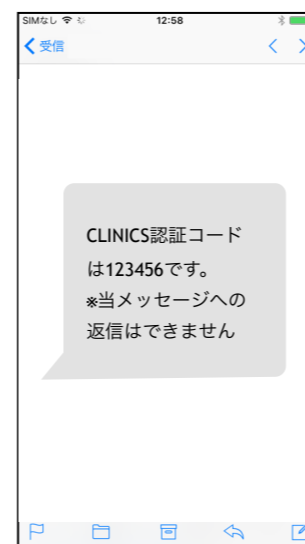 SIMなし 12:58
受信
CLINICS認証コード
は123456です。
※当メッセージへの
返信はできません